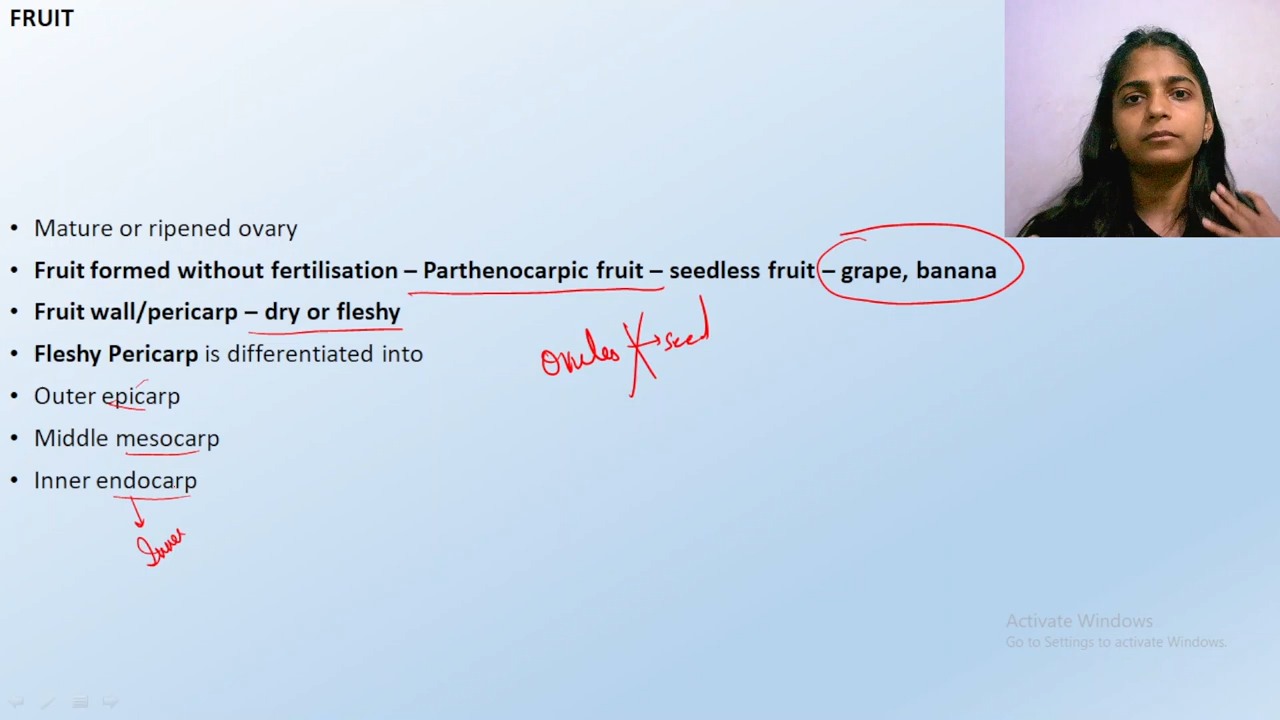 FRUIT
• Mature or ripened ovary
• Fruit formed without fertilisation – Parthenocarpic fruit – seedless fruit – grape, banana
• Fruit wall/pericarp – dry or fleshy
ovules → seed
• Fleshy Pericarp is differentiated into
• Outer epicarp
• Middle mesocarp
• Inner endocarp
Inner
Activate Windows
Go to Settings to activate Windows.